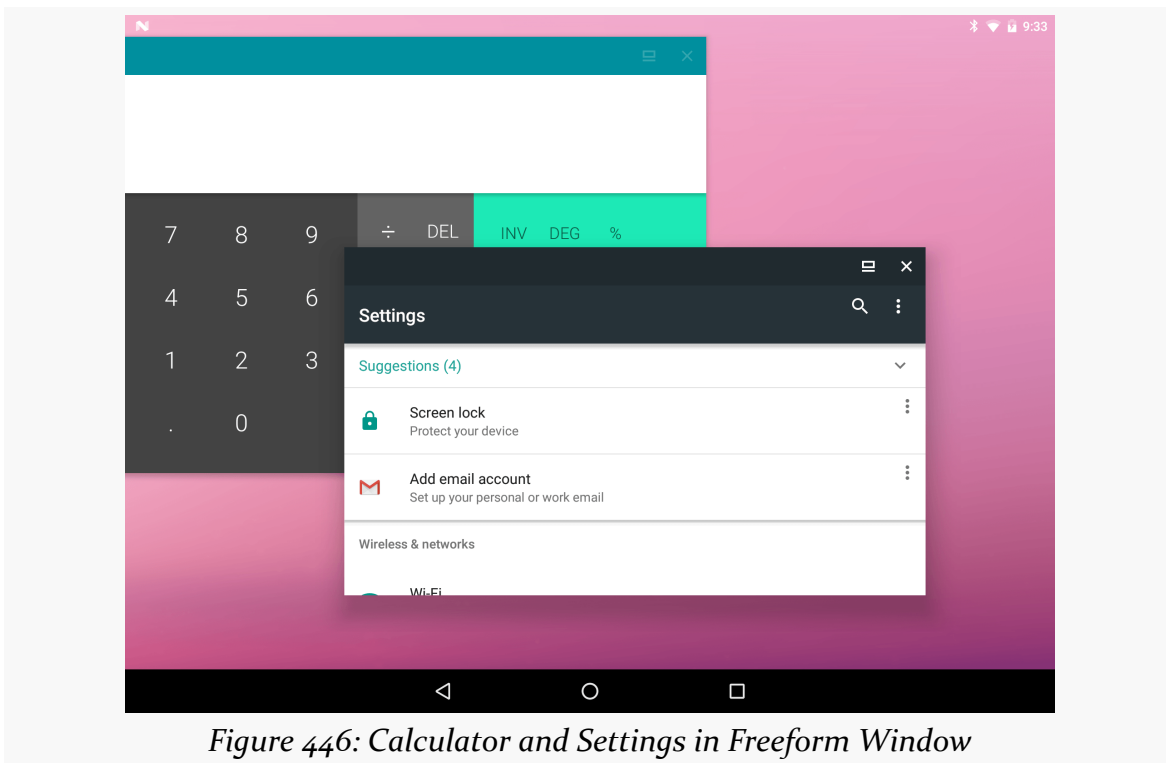 N 9:33
7 8 9 ÷ DEL INV DEG %
4 5 6
1 2 3
. 0
Settings
Suggestions (4)
Screen lock
Protect your device
Add email account
Set up your personal or work email
Wireless & networks
Wi-Fi
Figure 446: Calculator and Settings in Freeform Window